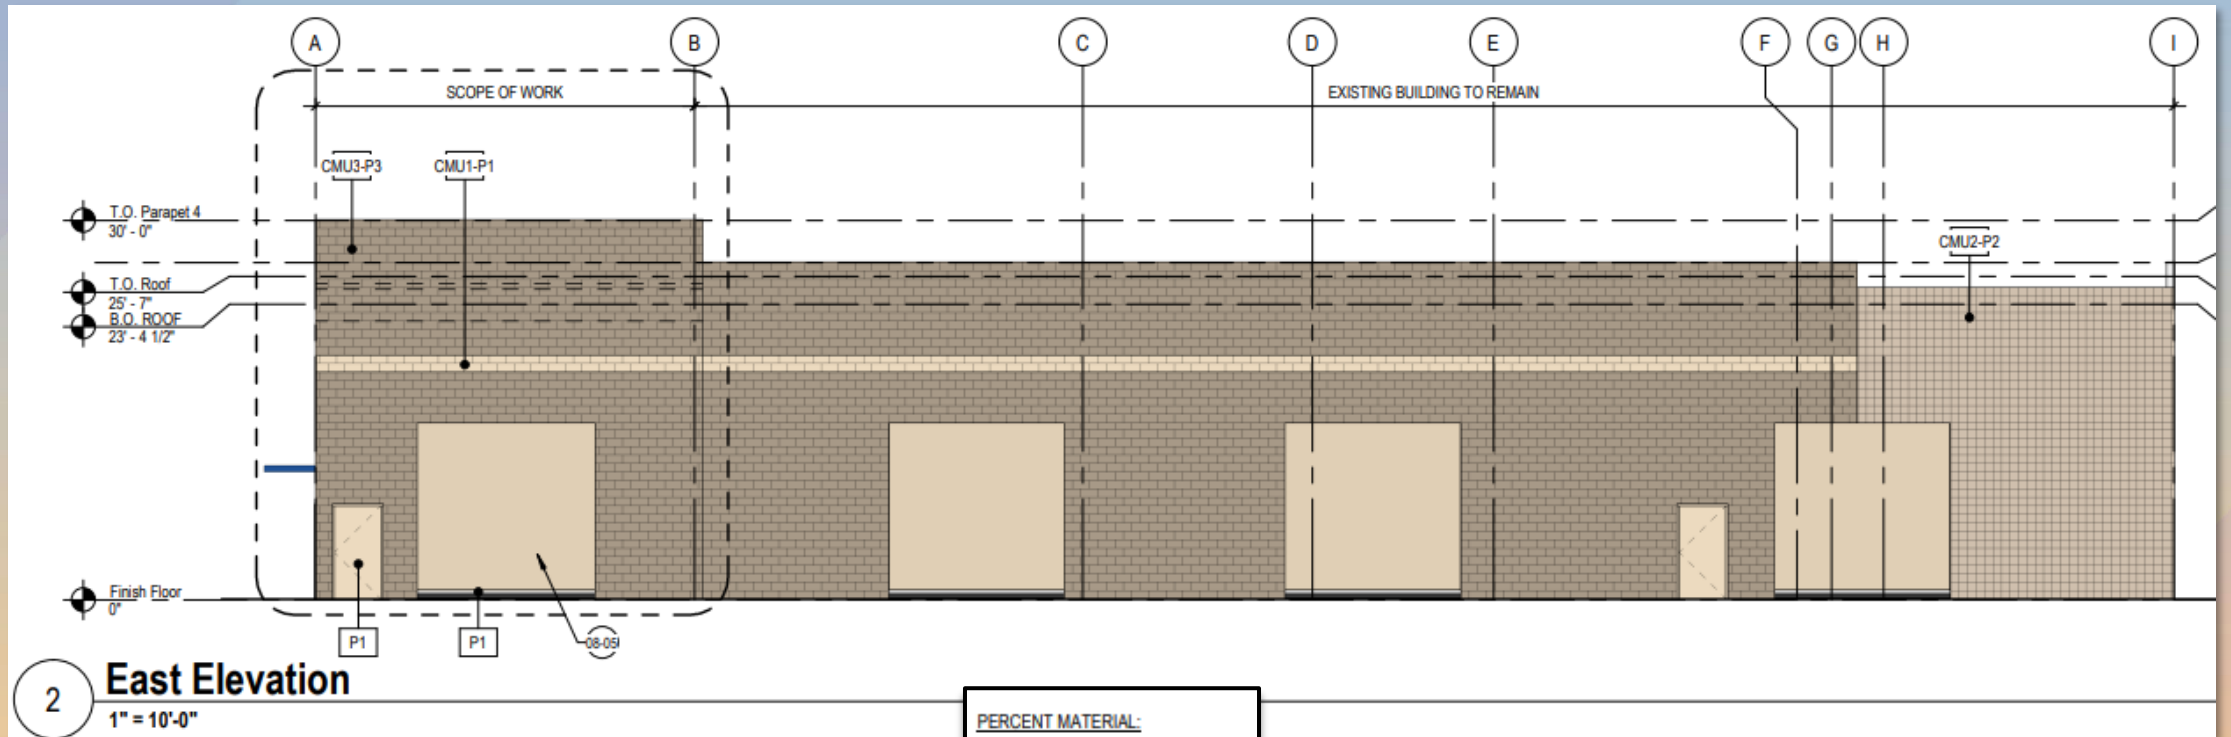 A
B
C
D
E
F
G
H
I
SCOPE OF WORK
EXISTING BUILDING TO REMAIN
CMU3-P3
CMU1-P1
T.O. Parapet 4
30' - 0"
CMU2-P2
T.O. Roof
25' - 7"
B.O. ROOF
23' - 4 1/2"
Finish Floor
0"
P1
P1
08-05
2
East Elevation
1" = 10'-0"
PERCENT MATERIAL: